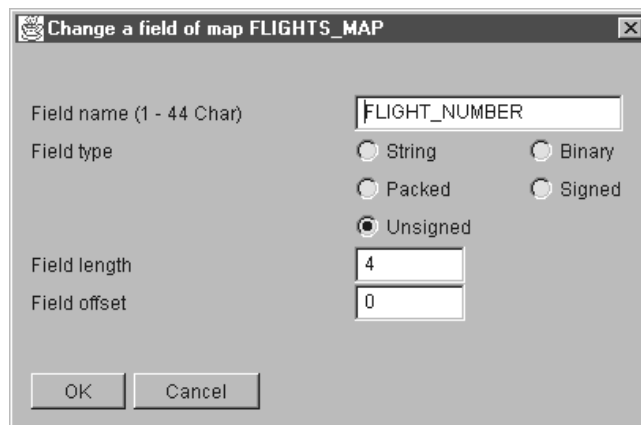 Change a field of map FLIGHTS_MAP
Field name (1 - 44 Char) FLIGHT_NUMBER
Field type String Binary
Packed Signed
Unsigned
Field length 4
Field offset 0
OK Cancel